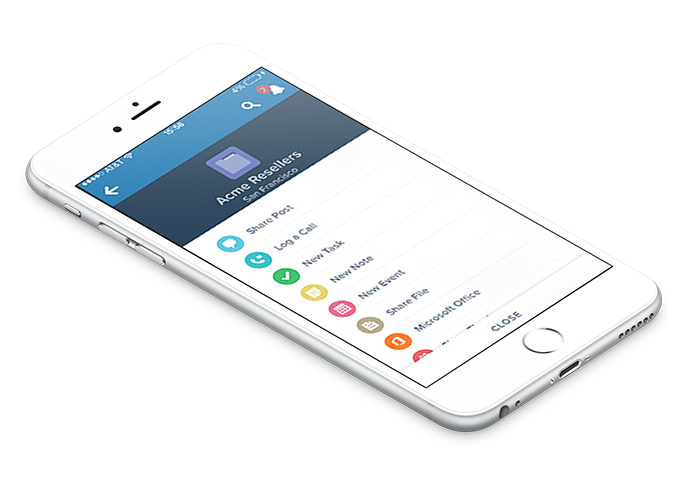 AT&T 15:58 4%
2
Acme Resellers
San Francisco
Share Post
Log a Call
New Task
New Note
New Event
Share File
Microsoft Office
CLOSE